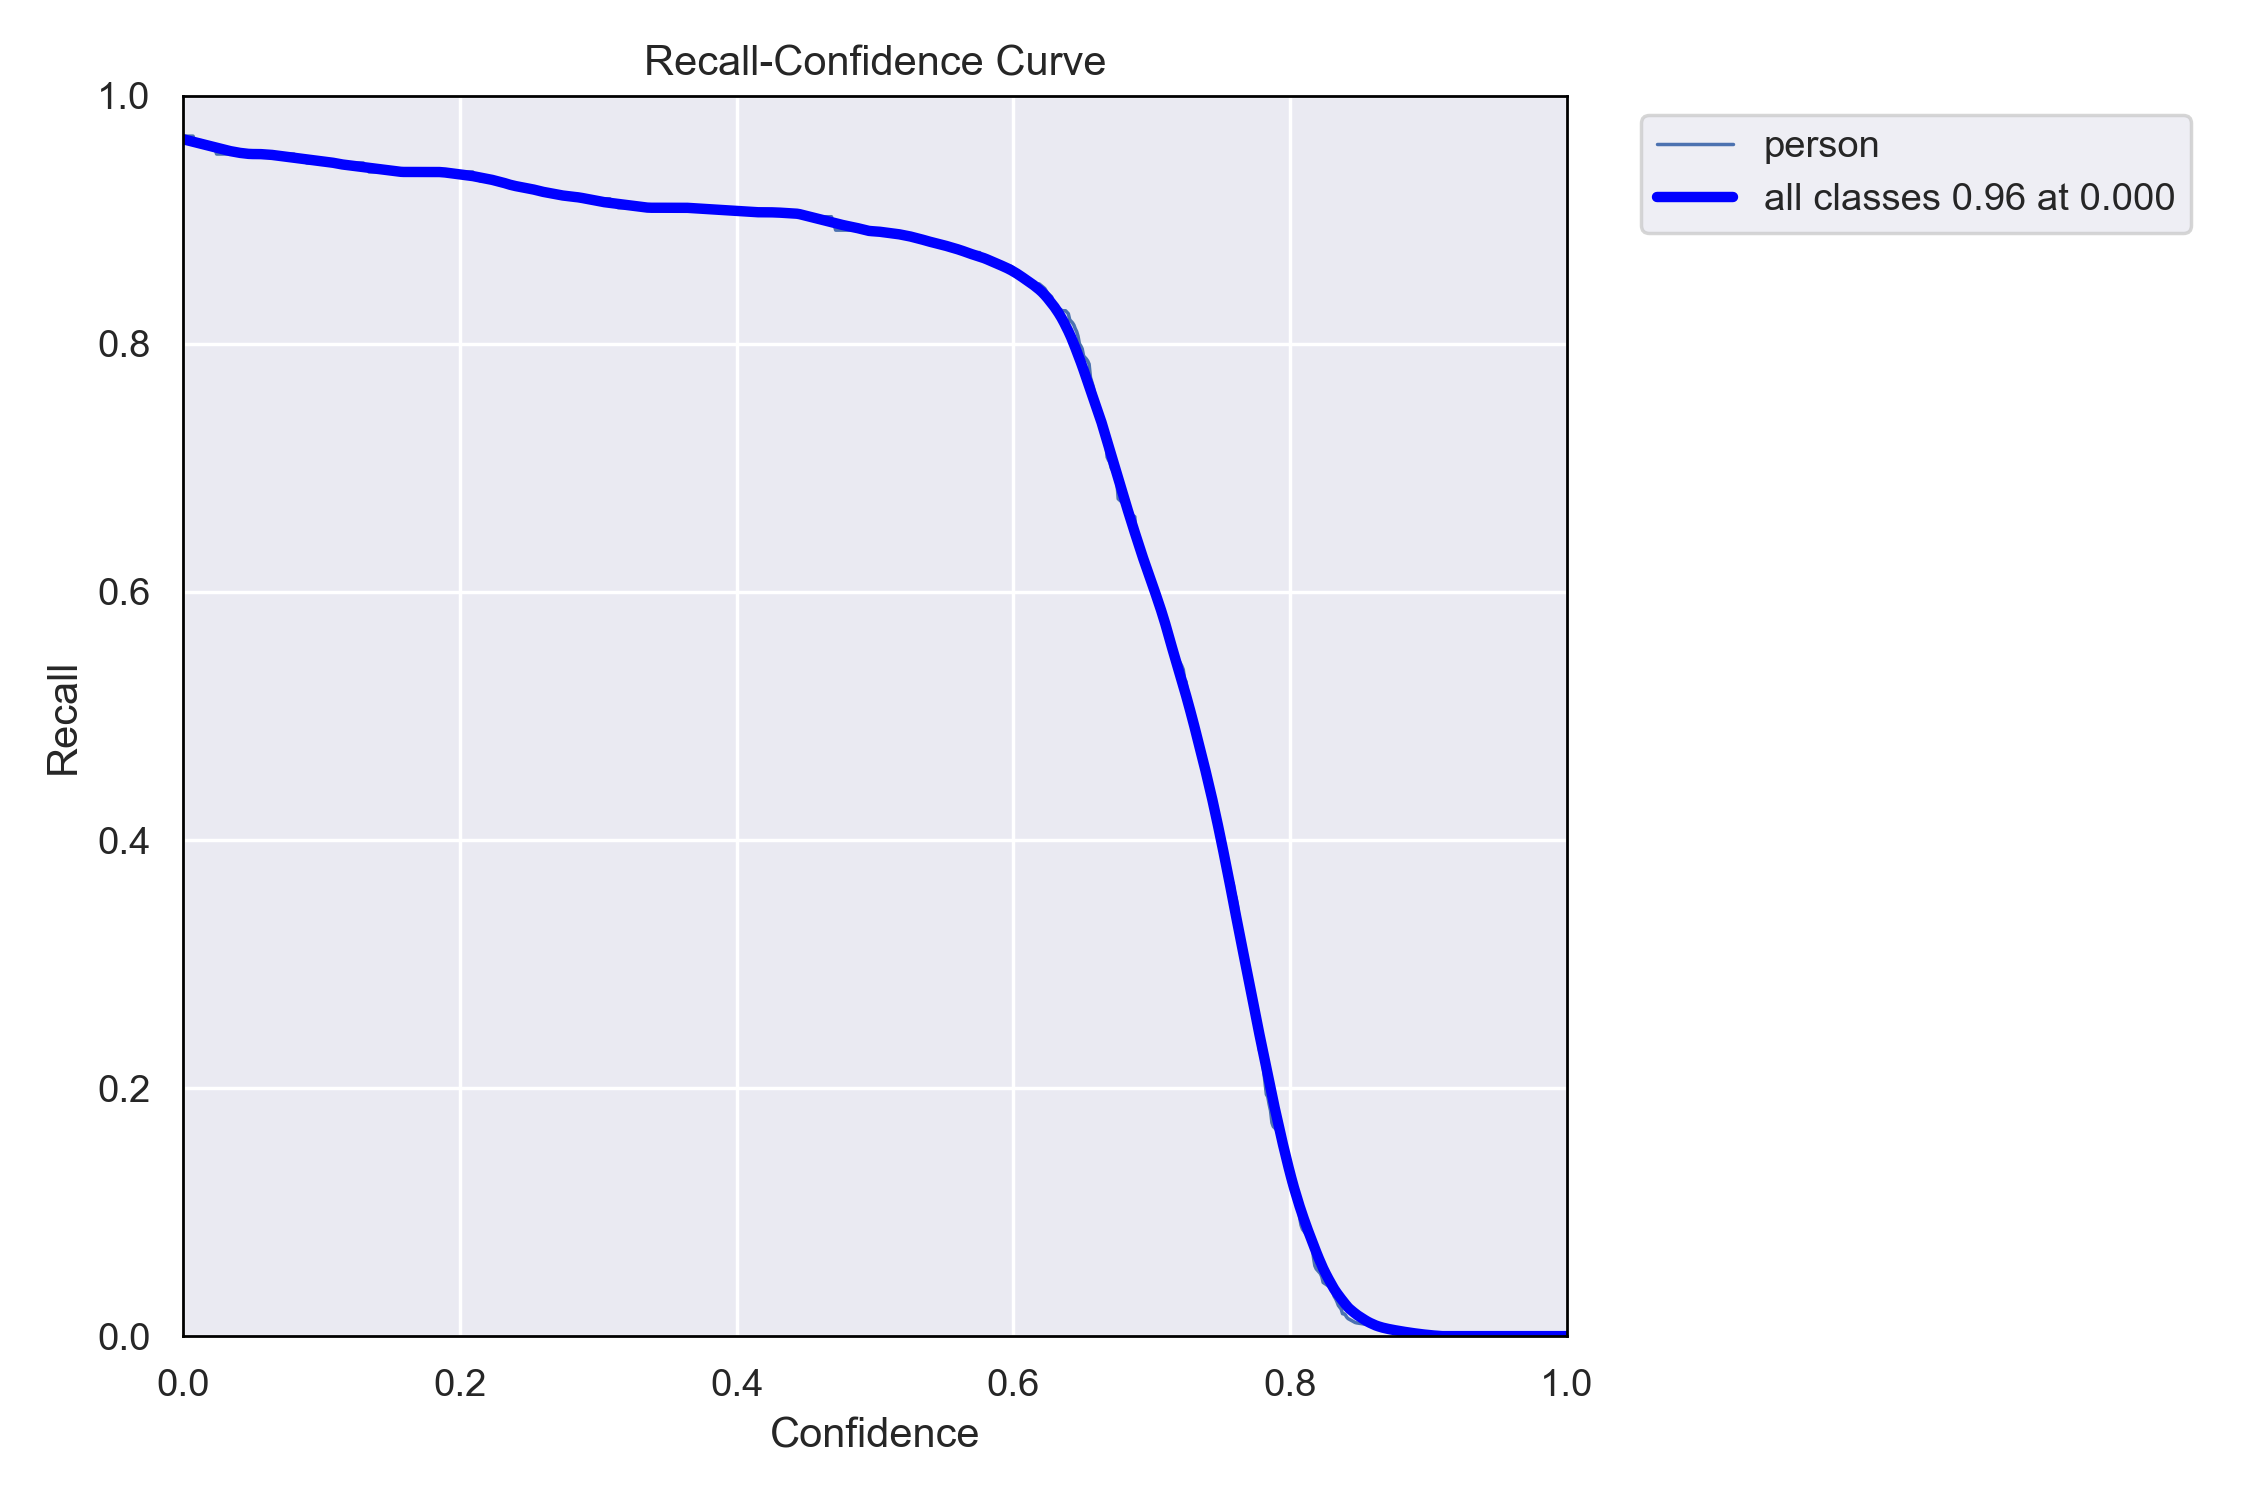 Recall-Confidence Curve
1.0
0.8
0.6
0.4
0.2
0.0
Recall
0.0 0.2 0.4 0.6 0.8 1.0
Confidence
person
all classes 0.96 at 0.000